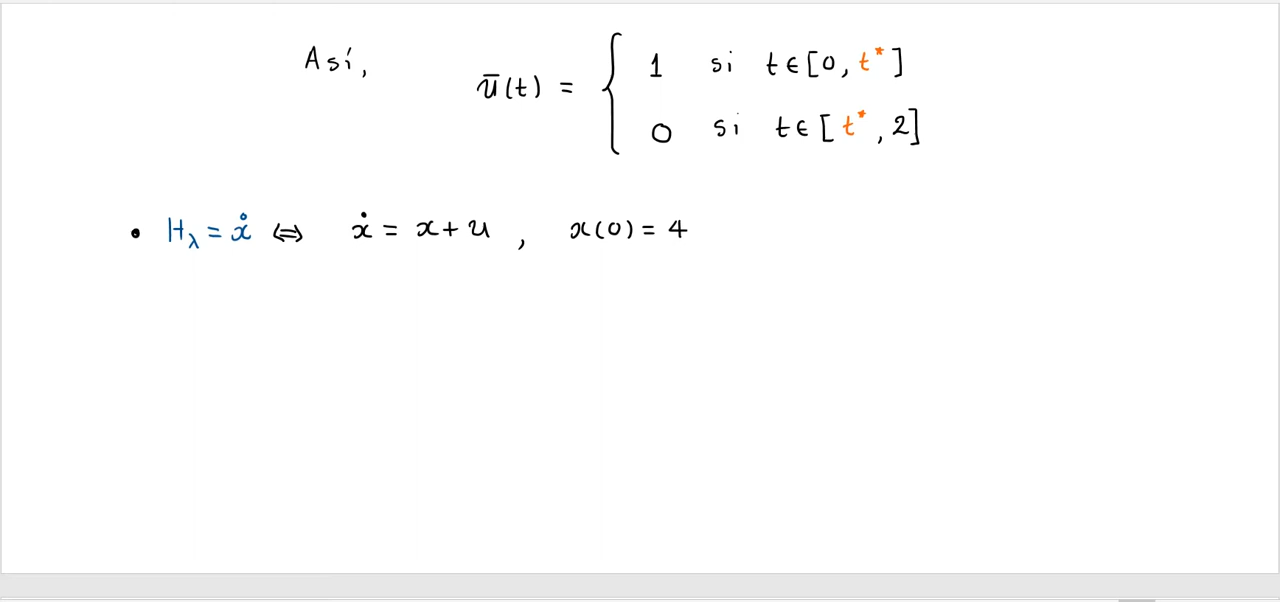 Así,
ū(t) = { 1 si t∈[0, t*]
0 si t∈[t*, 2]
• H_λ = ẋ ⇔ ẋ = x + u , x(0) = 4